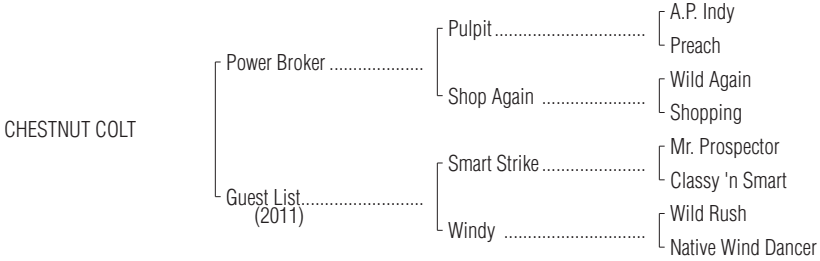 A.P. Indy
Pulpit..............................
Preach
Power Broker ...................
Wild Again
Shop Again .....................
Shopping
CHESTNUT COLT
Mr. Prospector
Smart Strike.....................
Classy 'n Smart
Guest List.........................
(2011)
Wild Rush
Windy .............................
Native Wind Dancer